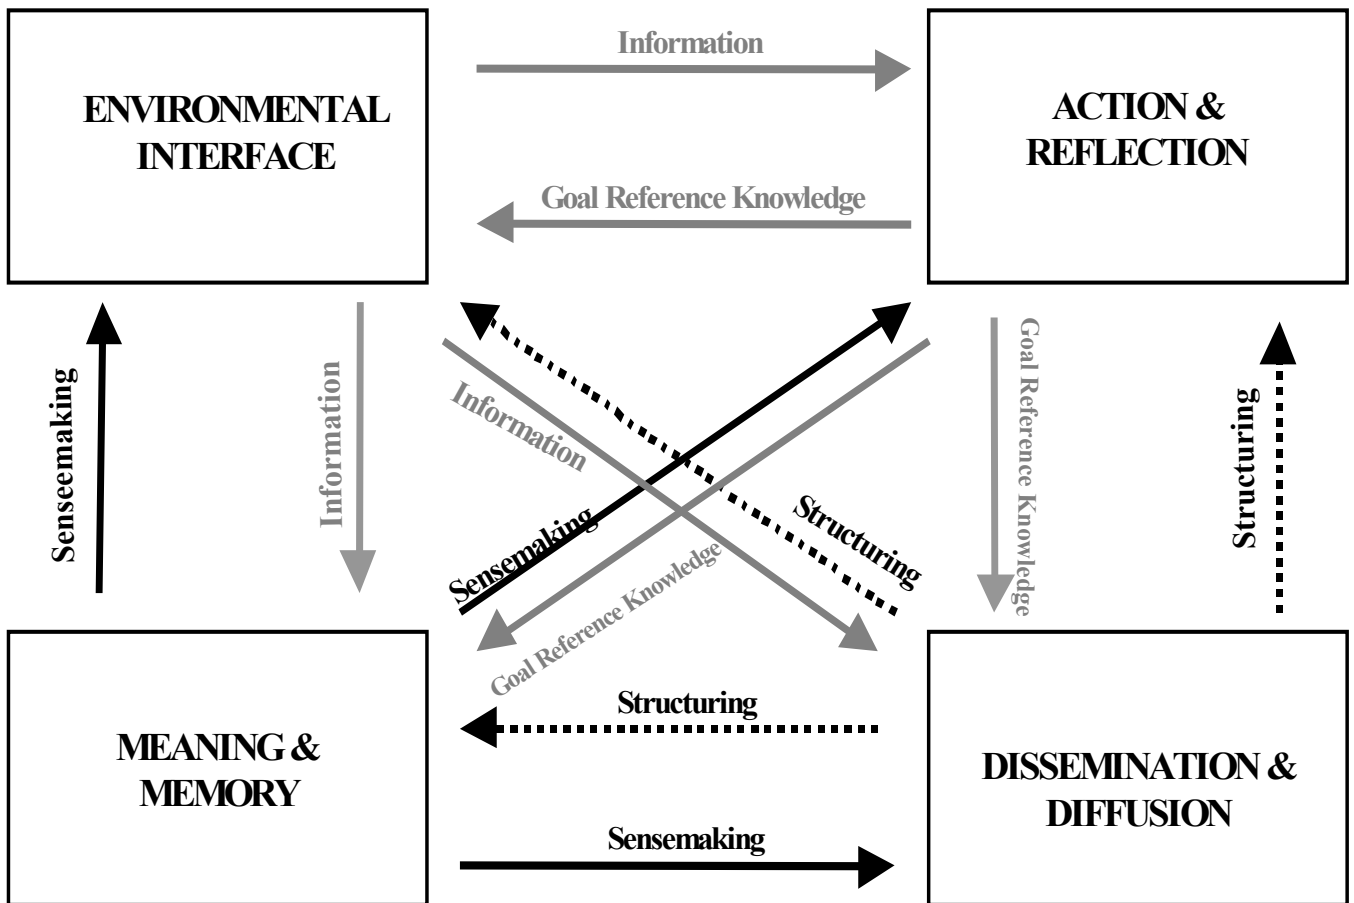 Information
ENVIRONMENTAL
INTERFACE
ACTION &
REFLECTION
Goal Reference Knowledge
Senseemaking
Information
Information
Sensemaking
Goal Reference Knowledge
Structuring
Goal Reference Knowledge
Structuring
Structuring
MEANING &
MEMORY
DISSEMINATION &
DIFFUSION
Sensemaking